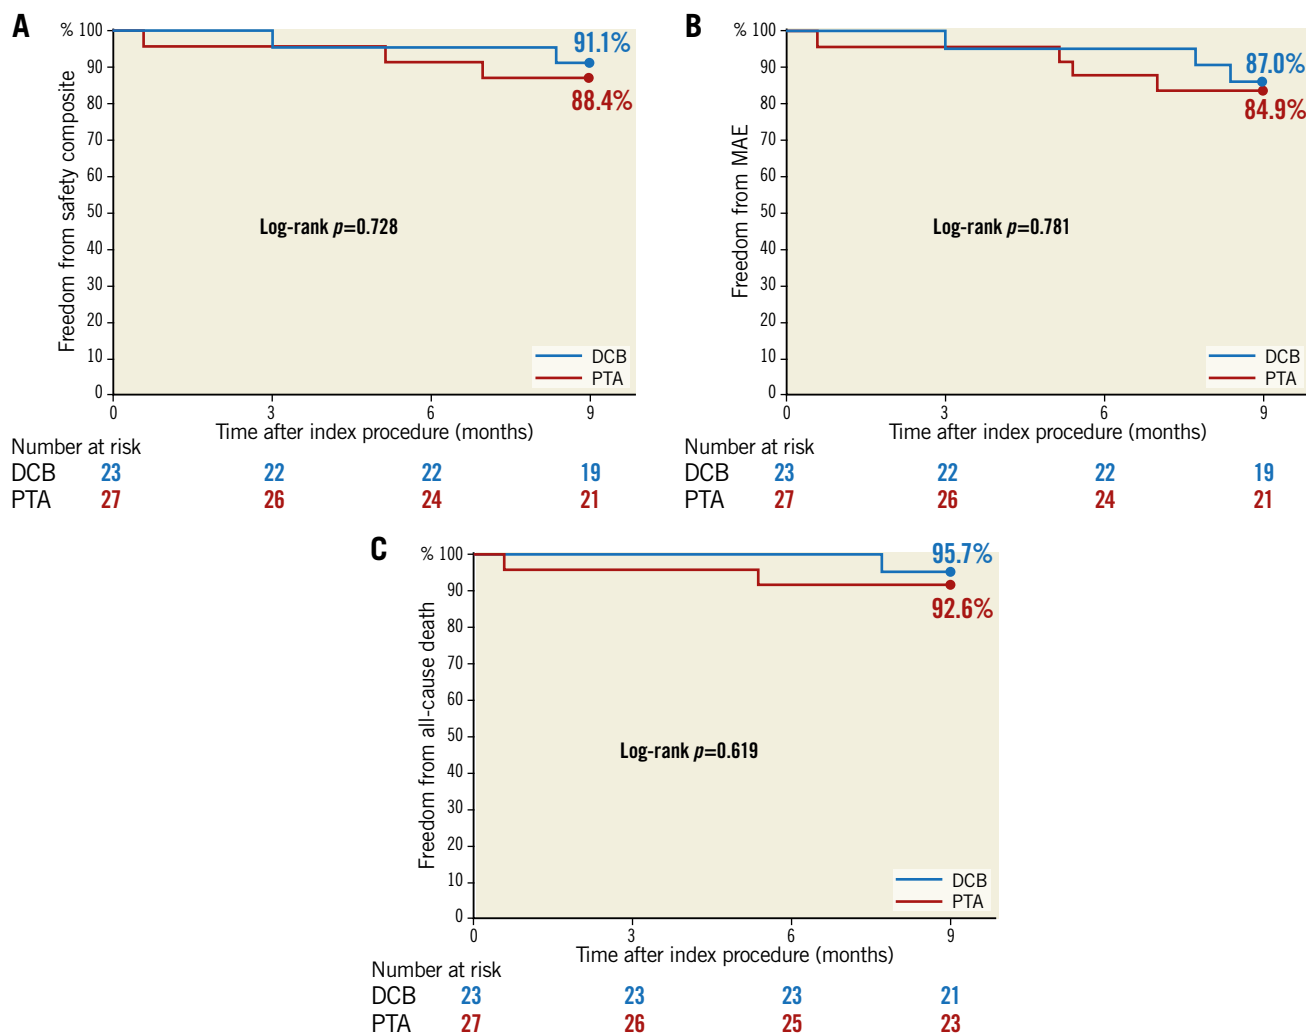 A
% 100
90
80
70
60
50
40
30
20
10
0
Freedom from safety composite
91.1%
88.4%
Log-rank p=0.728
DCB
PTA
0 3 6 9
Time after index procedure (months)
Number at risk
DCB 23 22 22 19
PTA 27 26 24 21
B
% 100
90
80
70
60
50
40
30
20
10
0
Freedom from MAE
87.0%
84.9%
Log-rank p=0.781
DCB
PTA
0 3 6 9
Time after index procedure (months)
Number at risk
DCB 23 22 22 19
PTA 27 26 24 21
C
% 100
90
80
70
60
50
40
30
20
10
0
Freedom from all-cause death
95.7%
92.6%
Log-rank p=0.619
DCB
PTA
0 3 6 9
Time after index procedure (months)
Number at risk
DCB 23 23 23 21
PTA 27 26 25 23